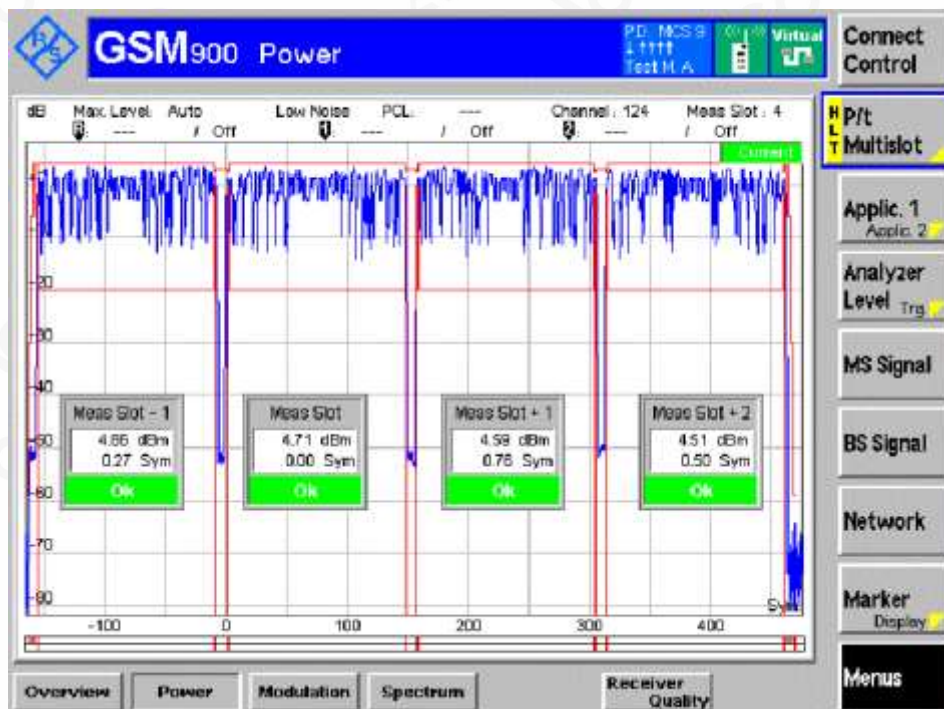 R S
GSM900 Power
P.D. MCS 9
↓ ↑↑↑↑
Test M. A.
Virtual
Connect Control
dB Max. Level: Auto Low Noise PCL: --- Channel: 124 Meas Slot: 4
R: --- / Off 1 --- / Off 2 --- / Off
HLT
P/t Multislot
Current
Applic. 1
Applic. 2
Analyzer Level Trg.
MS Signal
BS Signal
Network
Marker
Display
Menus
-20
-30
-40
-50
-60
-70
-80
Meas Slot - 1
4.86 dBm
0.27 Sym
Ok
Meas Slot
4.71 dBm
0.00 Sym
Ok
Meas Slot + 1
4.59 dBm
0.76 Sym
Ok
Meas Slot + 2
4.51 dBm
0.50 Sym
Ok
-100 0 100 200 300 400
Overview Power Modulation Spectrum Receiver Quality